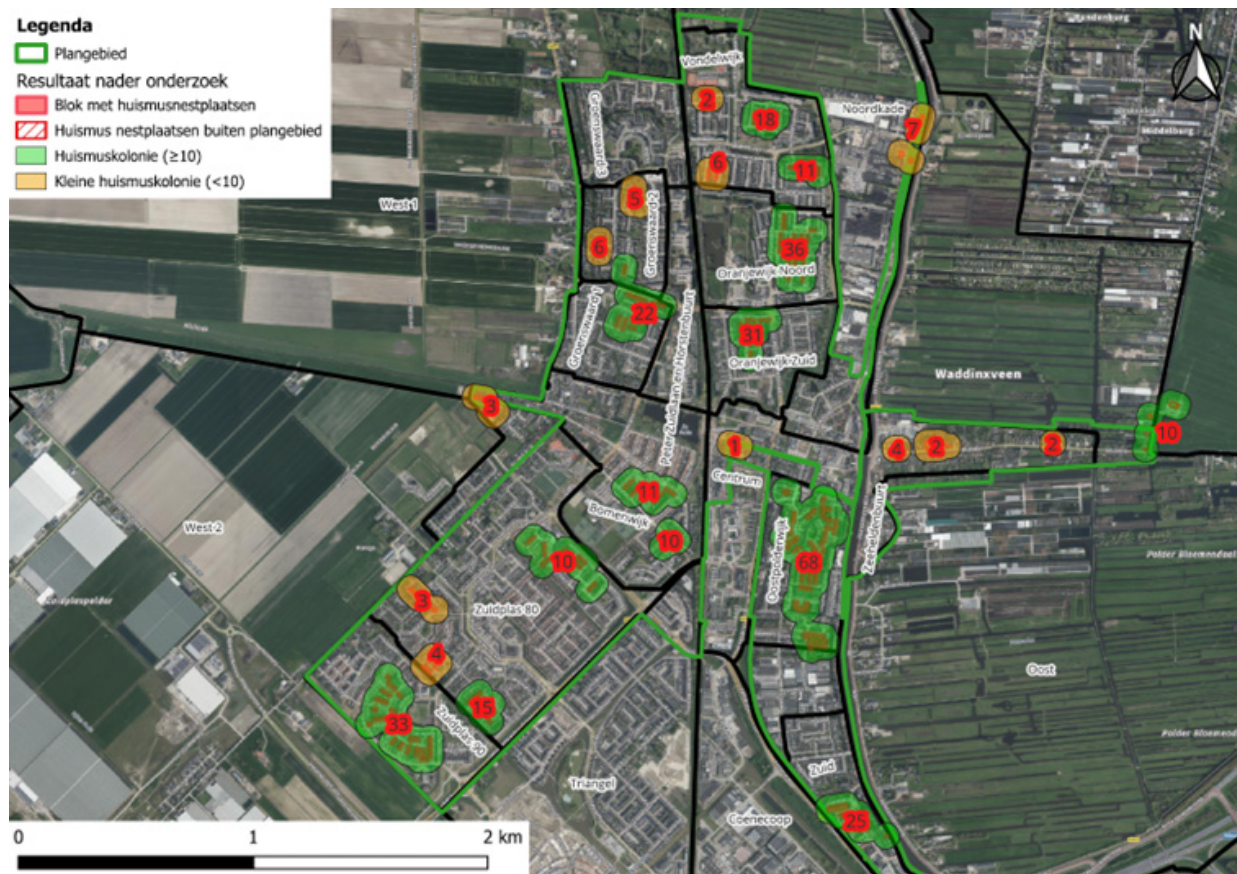 Legenda
Plangebied
Resultaat nader onderzoek
Blok met huismusnestplaatsen
Huismus nestplaatsen buiten plangebied
Huismuskolonie (≥10)
Kleine huismuskolonie (<10)
N
Vondelwijk
Noordkade
Middelburg
2
18
7
6
11
5
West-1
Groenswaard 2
6
36
Oranjewijk Noord
Groenswaard 1
22
31
Oranjewijk-Zuid
Peter Zuidlaan en Horstenbuurt
Waddinxveen
3
1
4
2
2
10
Centrum
11
Bomenwijk
10
10
Oostpolderwijk
68
Zeeheldenbuurt
West-2
Polder Bloemendaal
Zuidplaspolder
3
Zuidplas 80
4
Oost
15
33
Zuidplas 90
Zuid
Triangel
Coenecoop
25
0
1
2 km